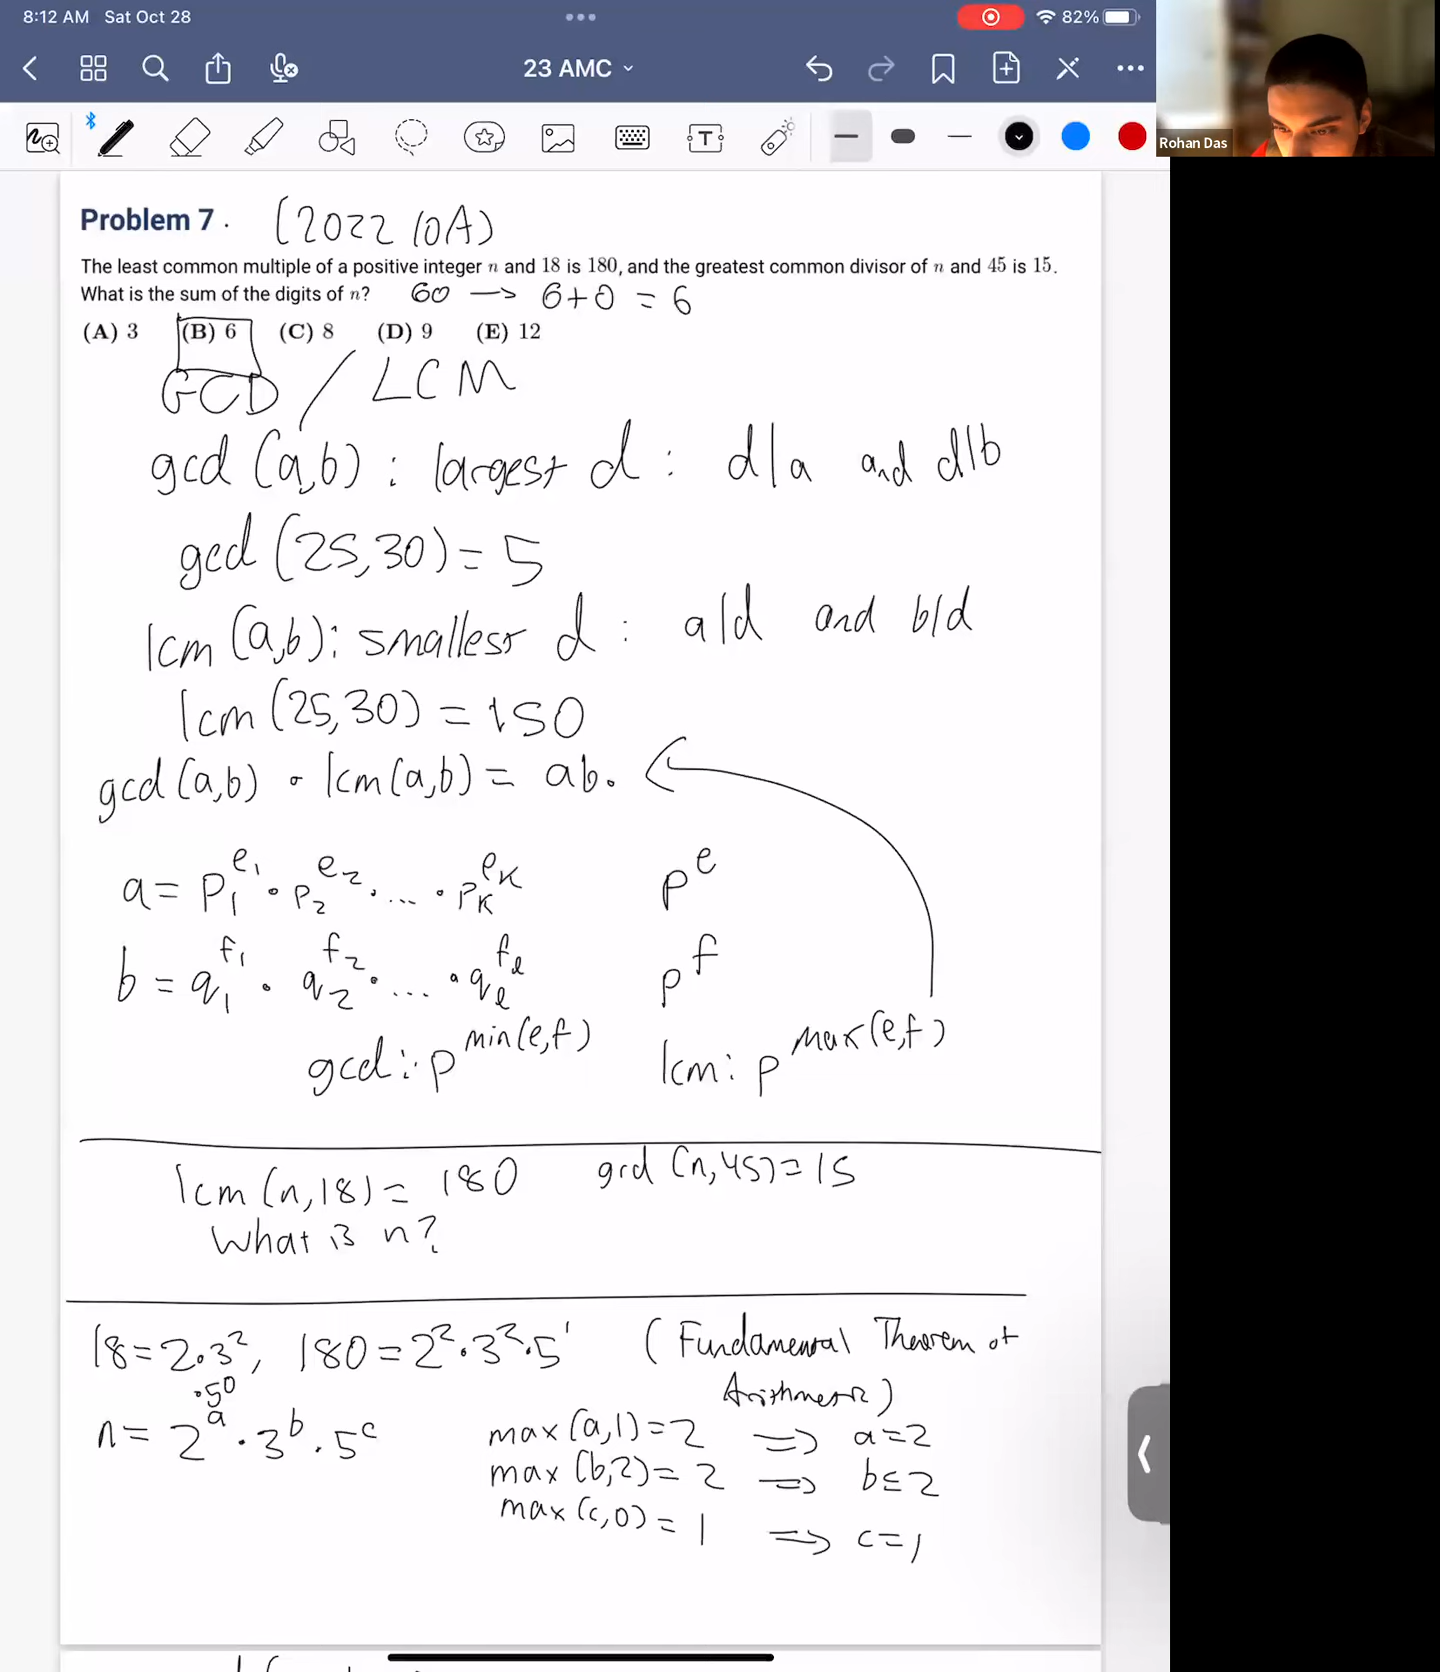 8:12 AM Sat Oct 28
82%
23 AMC
T
Rohan Das
Problem 7. (2022 10A)
The least common multiple of a positive integer n and 18 is 180, and the greatest common divisor of n and 45 is 15.
What is the sum of the digits of n? 60 → 6+0 = 6
(A) 3 (B) 6 (C) 8 (D) 9 (E) 12
GCD / LCM
gcd (a,b) : largest d : d|a and d|b
gcd (25,30) = 5
lcm (a,b): smallest d : a|d and b|d
lcm (25,30) = 150
gcd (a,b) · lcm(a,b) = ab.
a = p₁^e₁ · p₂^e₂ · ... · p_k^e_k p^e
b = q₁^f₁ · q₂^f₂ · ... · q_ℓ^f_ℓ p^f
gcd: p^min(e,f) lcm: p^max(e,f)
lcm (n,18) = 180 gcd (n,45) = 15
What is n?
18 = 2·3², 180 = 2²·3²·5¹ (Fundamental Theorem of
·5⁰ Arithmetic)
n = 2^a · 3^b · 5^c max (a,1) = 2 ⇒ a=2
max (b,2) = 2 ⇒ b≤2
max (c,0) = 1 ⇒ c=1